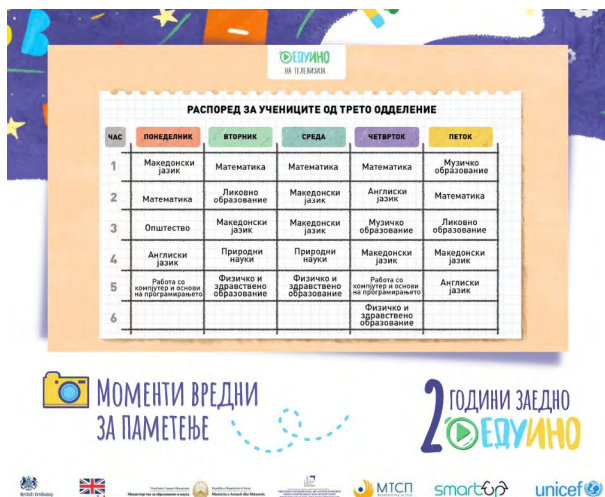 ЕДУИНО
НА ТЕЛЕВИЗИЈА
РАСПОРЕД ЗА УЧЕНИЦИТЕ ОД ТРЕТО ОДДЕЛЕНИЕ
ЧАС ПОНЕДЕЛНИК ВТОРНИК СРЕДА ЧЕТВРТОК ПЕТОК
1 Македонски јазик Математика Математика Математика Музичко образование
2 Математика Ликовно образование Македонски јазик Англиски јазик Математика
3 Општество Македонски јазик Македонски јазик Музичко образование Ликовно образование
4 Англиски јазик Природни науки Природни науки Македонски јазик Македонски јазик
5 Работа со компјутер и основи на програмирањето Физичко и здравствено образование Физичко и здравствено образование Работа со компјутер и основи на програмирањето Англиски јазик
6 Физичко и здравствено образование
МОМЕНТИ ВРЕДНИ
ЗА ПАМЕТЕЊЕ
2 ГОДИНИ ЗАЕДНО
ЕДУИНО
British Embassy
МТСП
smartUp
unicef